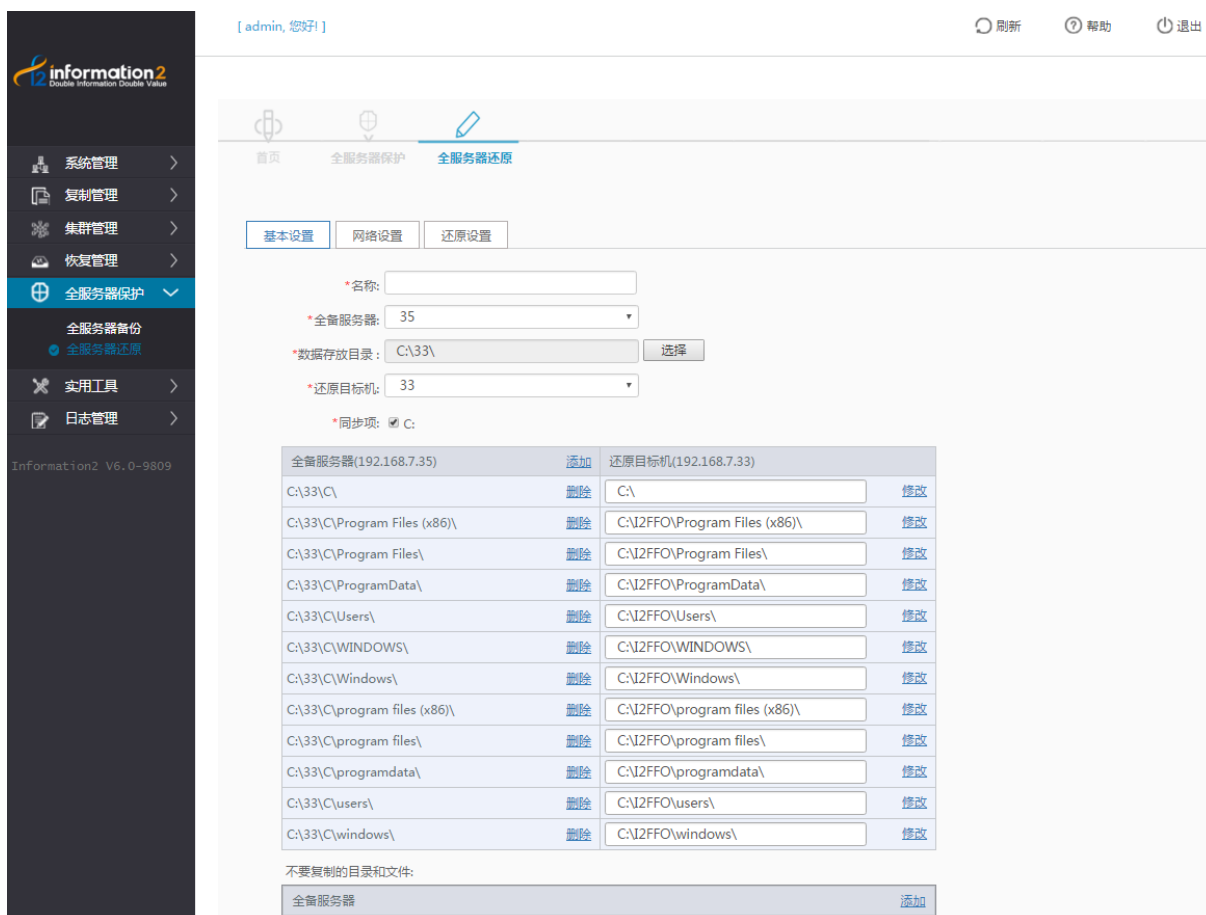 [ admin, 您好! ]
刷新
帮助
退出
information2
Double Information Double Value
系统管理
复制管理
集群管理
恢复管理
全服务器保护
全服务器备份
全服务器还原
实用工具
日志管理
Information2 V6.0-9809
首页
全服务器保护
全服务器还原
基本设置
网络设置
还原设置
*名称:
*全备服务器: 35
*数据存放目录: C:\33\ 选择
*还原目标机: 33
*同步项: C:
全备服务器(192.168.7.35) 添加 还原目标机(192.168.7.33)
C:\33\C\ 删除 C:\ 修改
C:\33\C\Program Files (x86)\ 删除 C:\I2FFO\Program Files (x86)\ 修改
C:\33\C\Program Files\ 删除 C:\I2FFO\Program Files\ 修改
C:\33\C\ProgramData\ 删除 C:\I2FFO\ProgramData\ 修改
C:\33\C\Users\ 删除 C:\I2FFO\Users\ 修改
C:\33\C\WINDOWS\ 删除 C:\I2FFO\WINDOWS\ 修改
C:\33\C\Windows\ 删除 C:\I2FFO\Windows\ 修改
C:\33\C\program files (x86)\ 删除 C:\I2FFO\program files (x86)\ 修改
C:\33\C\program files\ 删除 C:\I2FFO\program files\ 修改
C:\33\C\programdata\ 删除 C:\I2FFO\programdata\ 修改
C:\33\C\users\ 删除 C:\I2FFO\users\ 修改
C:\33\C\windows\ 删除 C:\I2FFO\windows\ 修改
不要复制的目录和文件:
全备服务器 添加